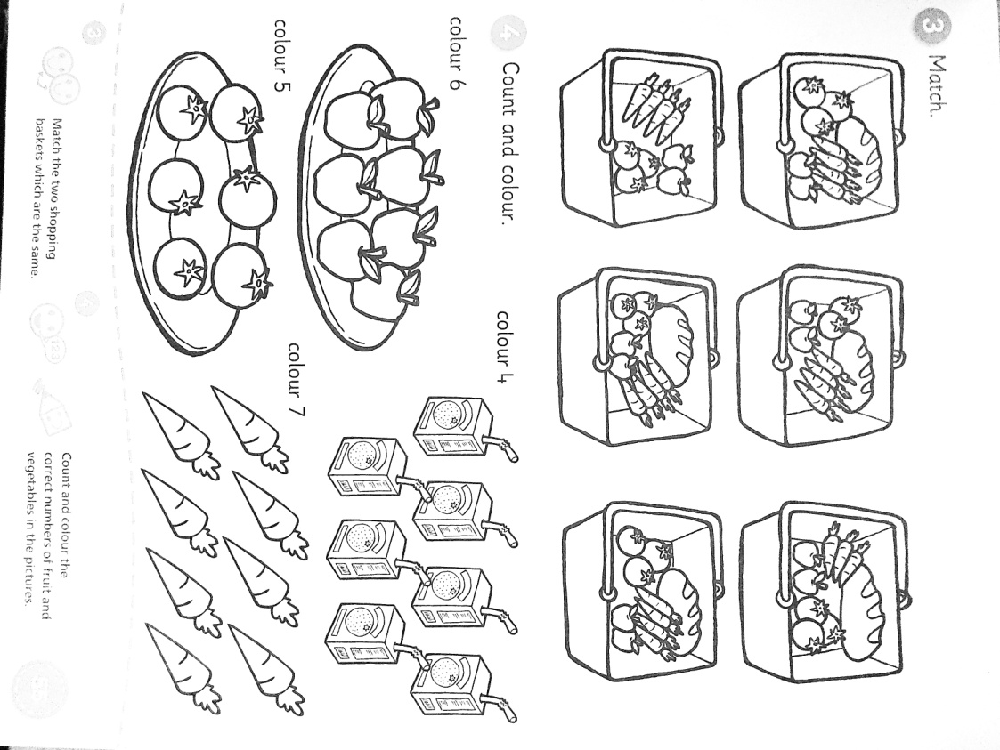 3 Match.
4 Count and colour.
colour 6
colour 4
colour 5
colour 7
3
Match the two shopping
baskets which are the same.
Count and colour the
correct numbers of fruit and
vegetables in the pictures.